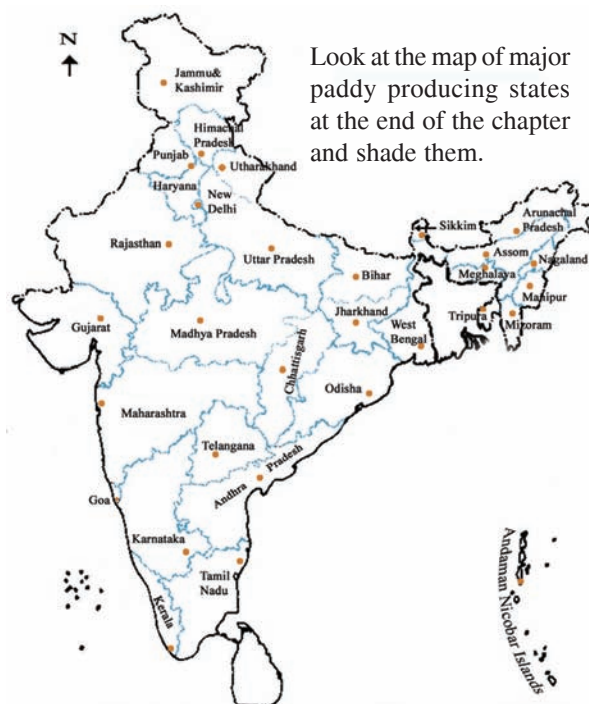 N
Look at the map of major
paddy producing states
at the end of the chapter
and shade them.
Jammu&
Kashimir
Himachal
Pradesh
Punjab
Utharakhand
Haryana
New
Delhi
Rajasthan
Uttar Pradesh
Sikkim
Arunachal
Pradesh
Assom
Nagaland
Meghalaya
Manipur
Bihar
Jharkhand
Tripura
Mizoram
Gujarat
Madhya Pradesh
West
Bengal
Chhattisgarh
Odisha
Maharashtra
Telangana
Andhra Pradesh
Goa
Karnataka
Tamil
Nadu
Kerala
Andaman Nicobar Islands